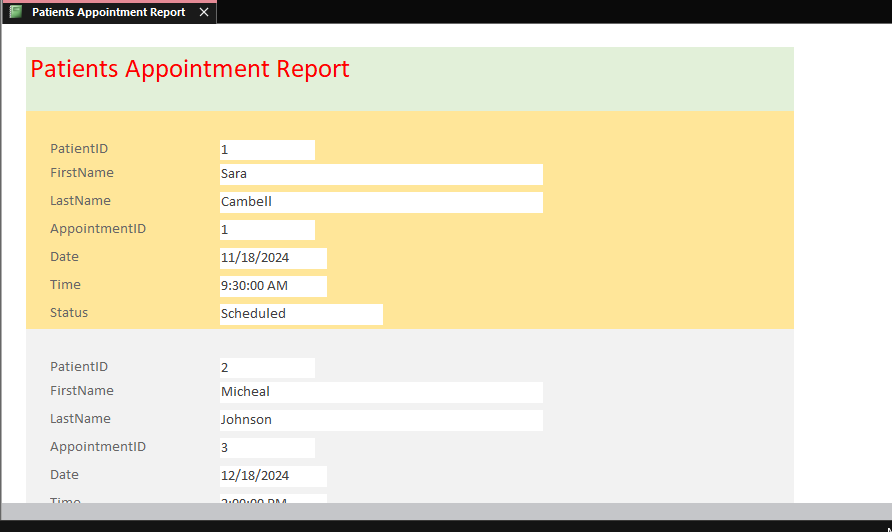 Patients Appointment Report
Patients Appointment Report
PatientID 1
FirstName Sara
LastName Cambell
AppointmentID 1
Date 11/18/2024
Time 9:30:00 AM
Status Scheduled
PatientID 2
FirstName Micheal
LastName Johnson
AppointmentID 3
Date 12/18/2024
Time 2:00:00 PM